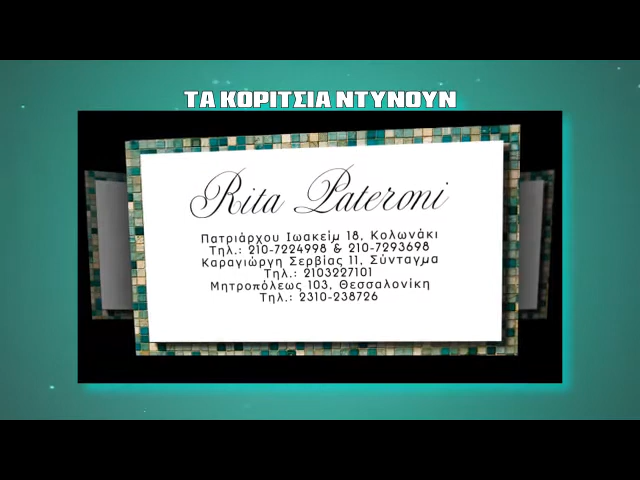 ΤΑ ΚΟΡΙΤΣΙΑ ΝΤΥΝΟΥΝ
Rita Pateroni
Πατριάρχου Ιωακείμ 18, Κολωνάκι
Τηλ.: 210-7224998 & 210-7293698
Καραγιώργη Σερβίας 11, Σύνταγμα
Τηλ.: 2103227101
Μητροπόλεως 103, Θεσσαλονίκη
Τηλ.: 2310-238726